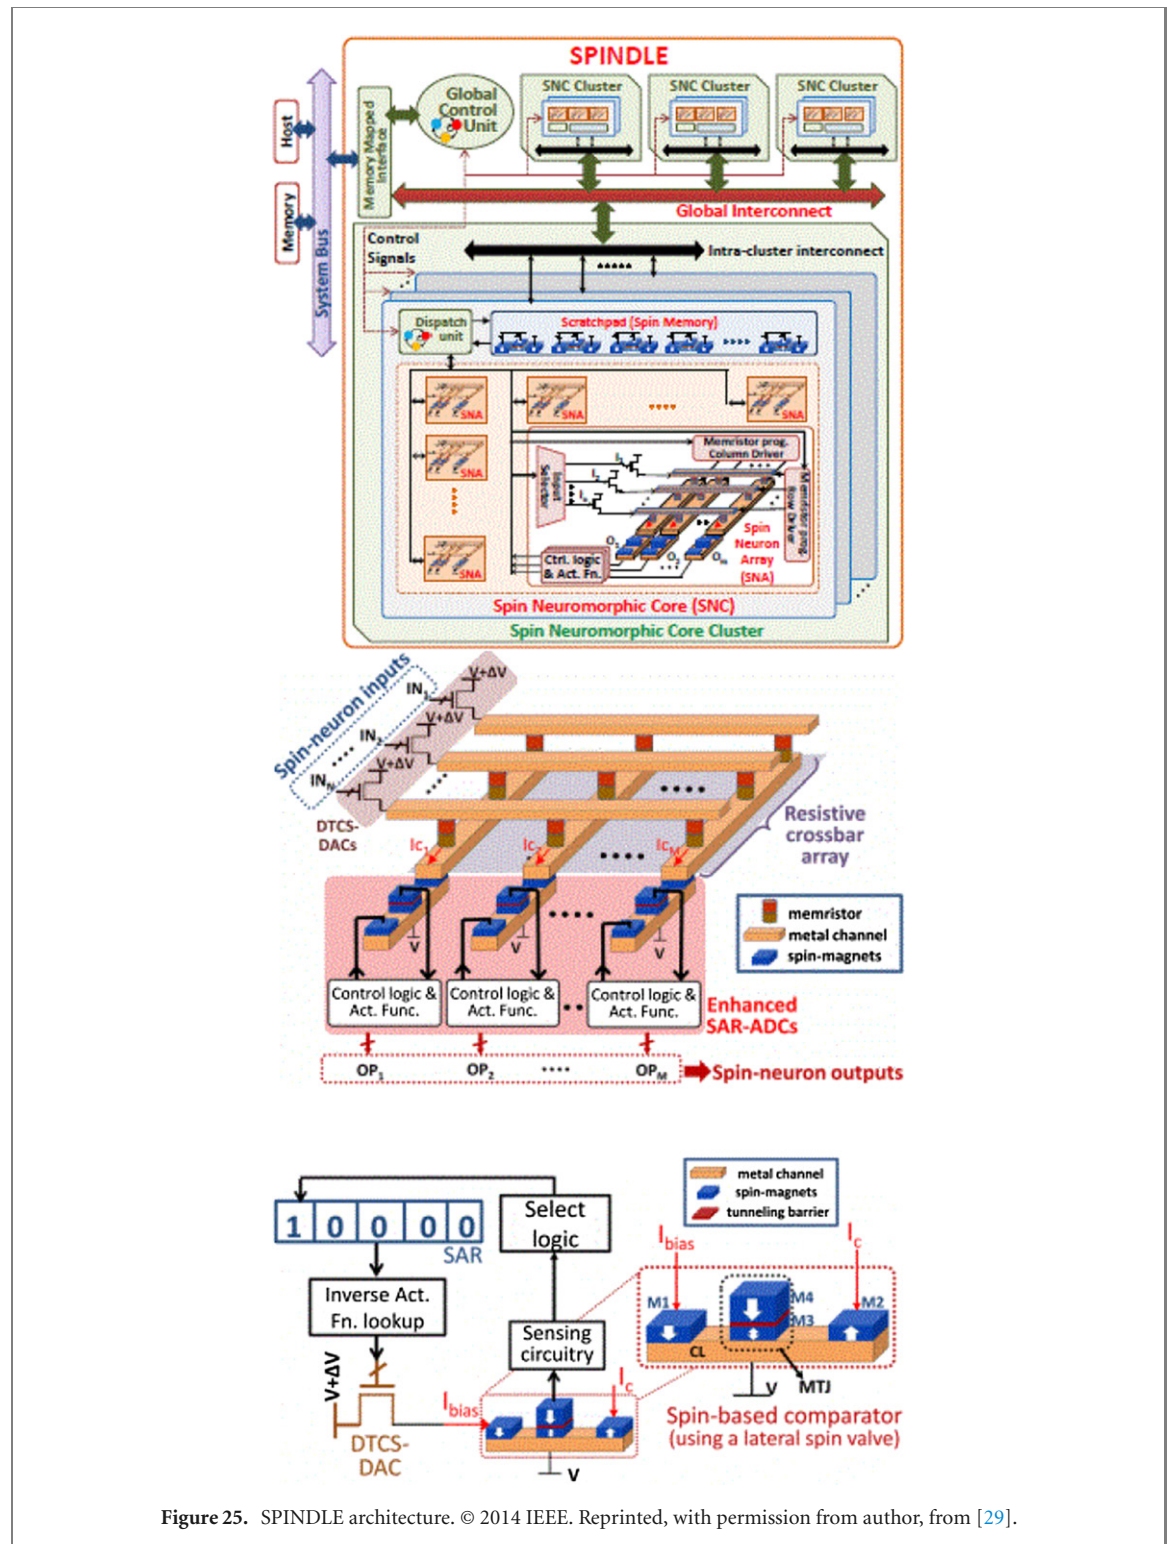 SPINDLE
Host
Memory
System Bus
Memory Mapped
Interface
Global
Control
Unit
SNC Cluster
SNC Cluster
SNC Cluster
Global Interconnect
Control
Signals
Intra-cluster interconnect
Dispatch
unit
Scratchpad (Spin Memory)
SNA
SNA
SNA
SNA
SNA
Memristor prog.
Column Driver
Input
Selector
I1
I2
In
Memristor prog.
Row Driver
Spin
Neuron
Array
(SNA)
O1
O2
Om
Ctrl. logic
& Act. Fn.
Spin Neuromorphic Core (SNC)
Spin Neuromorphic Core Cluster
Spin-neuron inputs
IN1
V+ΔV
IN2
V+ΔV
INN
V+ΔV
DTCS-
DACs
Resistive
crossbar
array
Ic1
Ic2
IcM
V
V
V
memristor
metal channel
spin-magnets
Control logic &
Act. Func.
Control logic &
Act. Func.
Control logic &
Act. Func.
Enhanced
SAR-ADCs
OP1
OP2
OPM
Spin-neuron outputs
1 0 0 0 0
SAR
Select
logic
Inverse Act.
Fn. lookup
Sensing
circuitry
V+ΔV
DTCS-
DAC
Ibias
Ic
V
metal channel
spin-magnets
tunneling barrier
Ibias
Ic
M1
M4
M3
M2
CL
V
MTJ
Spin-based comparator
(using a lateral spin valve)
Figure 25. SPINDLE architecture. © 2014 IEEE. Reprinted, with permission from author, from [29].